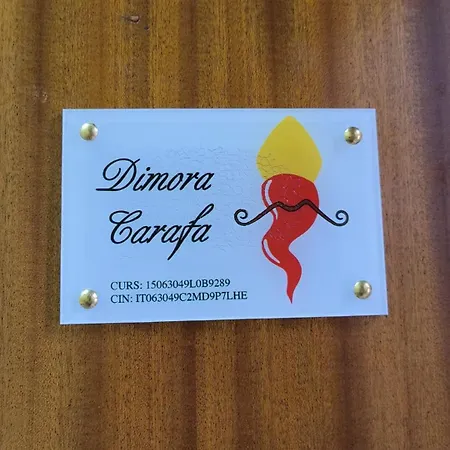 Dimora
Carafa
CURS: 15063049L0B9289
CIN: IT063049C2MD9P7LHE